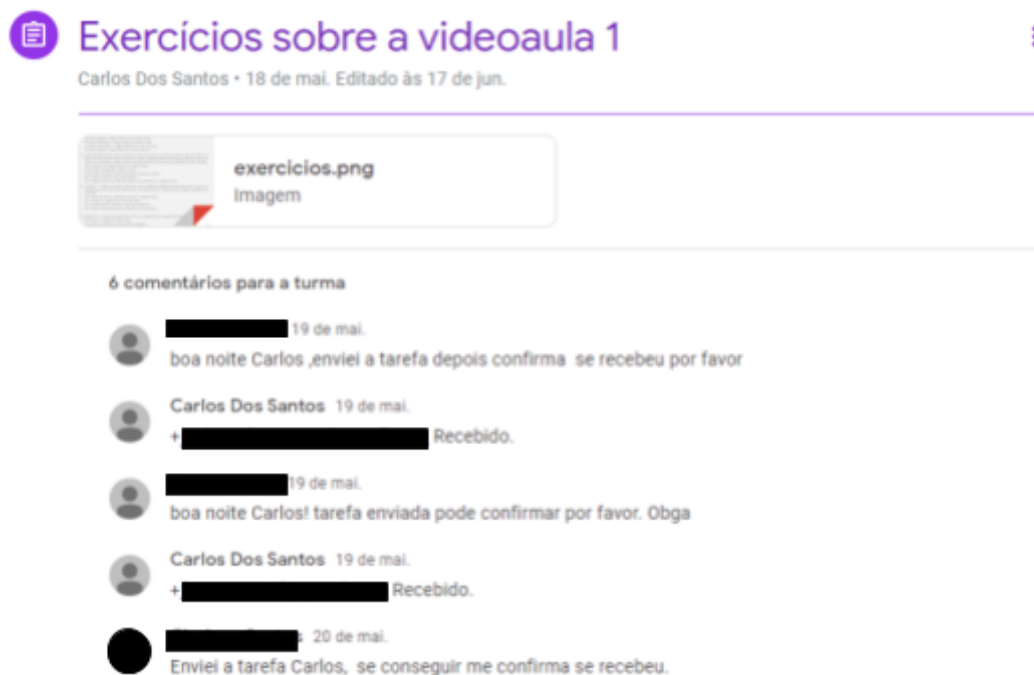 Exercícios sobre a videoaula 1
Carlos Dos Santos • 18 de mai. Editado às 17 de jun.
exercicios.png
Imagem
6 comentários para a turma
19 de mai.
boa noite Carlos ,enviei a tarefa depois confirma se recebeu por favor
Carlos Dos Santos 19 de mai.
+ Recebido.
19 de mai.
boa noite Carlos! tarefa enviada pode confirmar por favor. Obga
Carlos Dos Santos 19 de mai.
+ Recebido.
20 de mai.
Enviei a tarefa Carlos, se conseguir me confirma se recebeu.